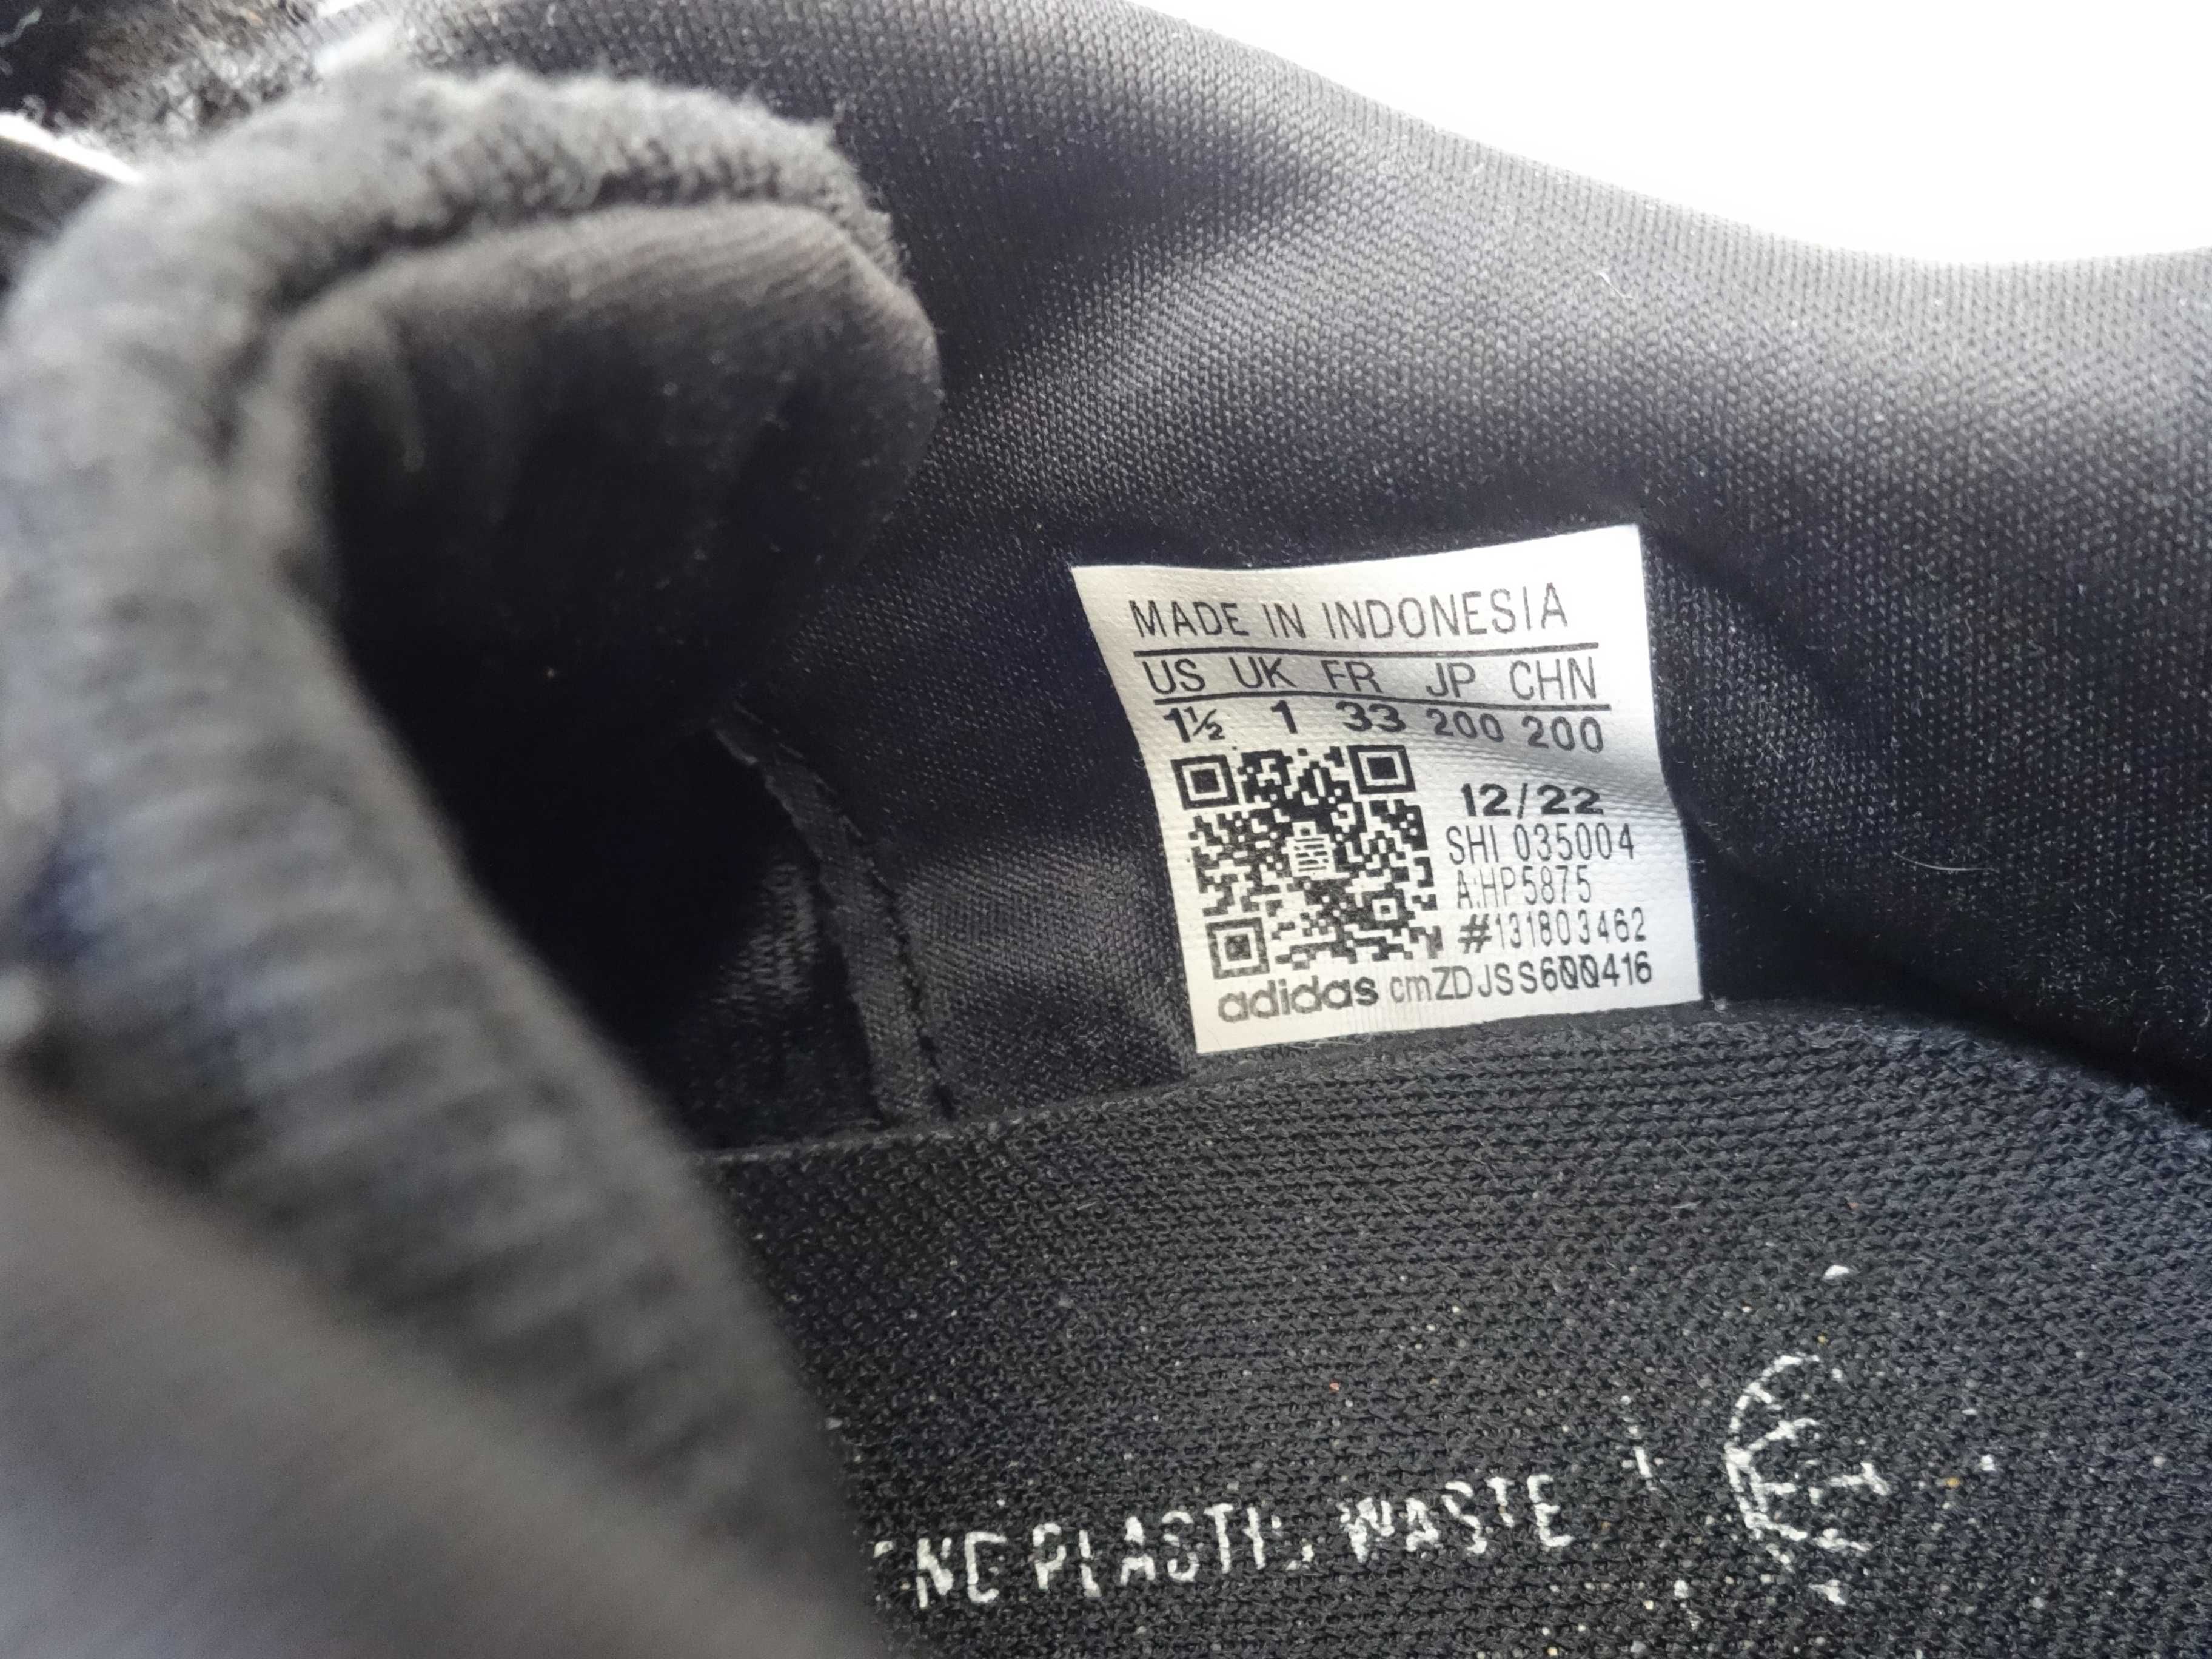 MADE IN INDONESIA
US UK FR JP CHN
1½ 1 33 200 200
12/22
SHI 035004
A:HP5875
#131803462
adidas cmZDJSS600416
PLASTIC WASTE